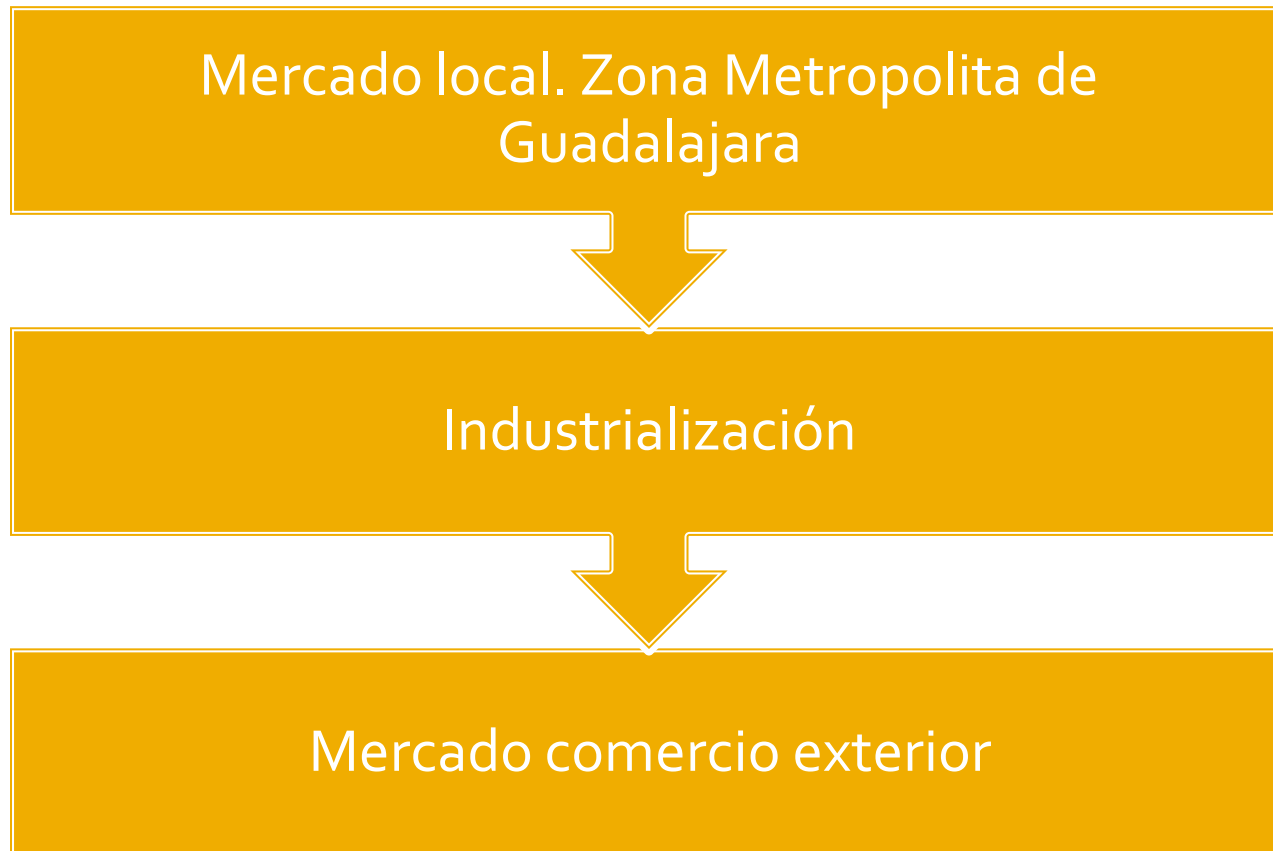 Mercado local. Zona Metropolita de
Guadalajara
Industrialización
Mercado comercio exterior